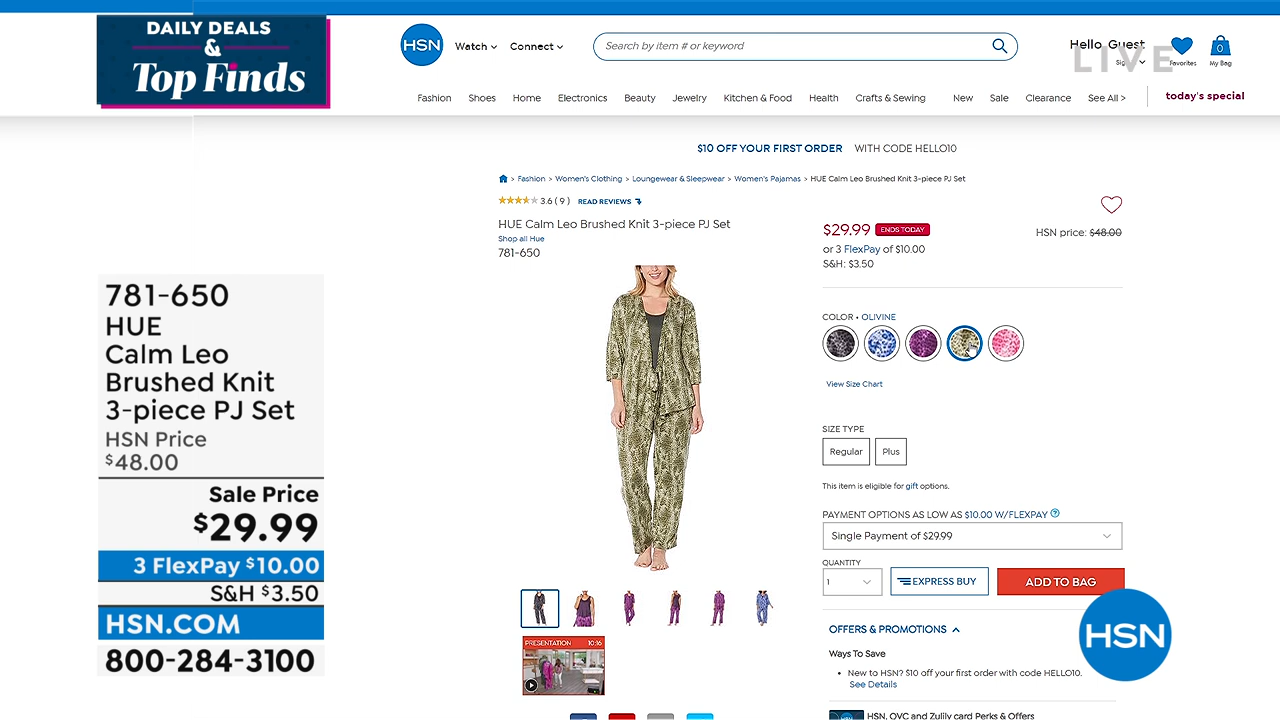 DAILY DEALS
&
Top Finds
HSN
Watch
Connect
Search by item # or keyword
Hello, Guest
LIVE
Favorites
0
My Bag
Fashion
Shoes
Home
Electronics
Beauty
Jewelry
Kitchen & Food
Health
Crafts & Sewing
New
Sale
Clearance
See All >
today's special
$10 OFF YOUR FIRST ORDER WITH CODE HELLO10
> Fashion > Women's Clothing > Loungewear & Sleepwear > Women's Pajamas > HUE Calm Leo Brushed Knit 3-piece PJ Set
3.6 ( 9 ) READ REVIEWS
HUE Calm Leo Brushed Knit 3-piece PJ Set
Shop all Hue
781-650
$29.99 ENDS TODAY
HSN price: $48.00
or 3 FlexPay of $10.00
S&H: $3.50
COLOR • OLIVINE
View Size Chart
SIZE TYPE
Regular
Plus
This item is eligible for gift options.
PAYMENT OPTIONS AS LOW AS $10.00 W/FLEXPAY ?
Single Payment of $29.99
QUANTITY
1
EXPRESS BUY
ADD TO BAG
OFFERS & PROMOTIONS
Ways To Save
• New to HSN? $10 off your first order with code HELLO10.
See Details
HSN, QVC and Zulily card Perks & Offers
PRESENTATION 10:16
781-650
HUE
Calm Leo
Brushed Knit
3-piece PJ Set
HSN Price
$48.00
Sale Price
$29.99
3 FlexPay $10.00
S&H $3.50
HSN.COM
800-284-3100
HSN